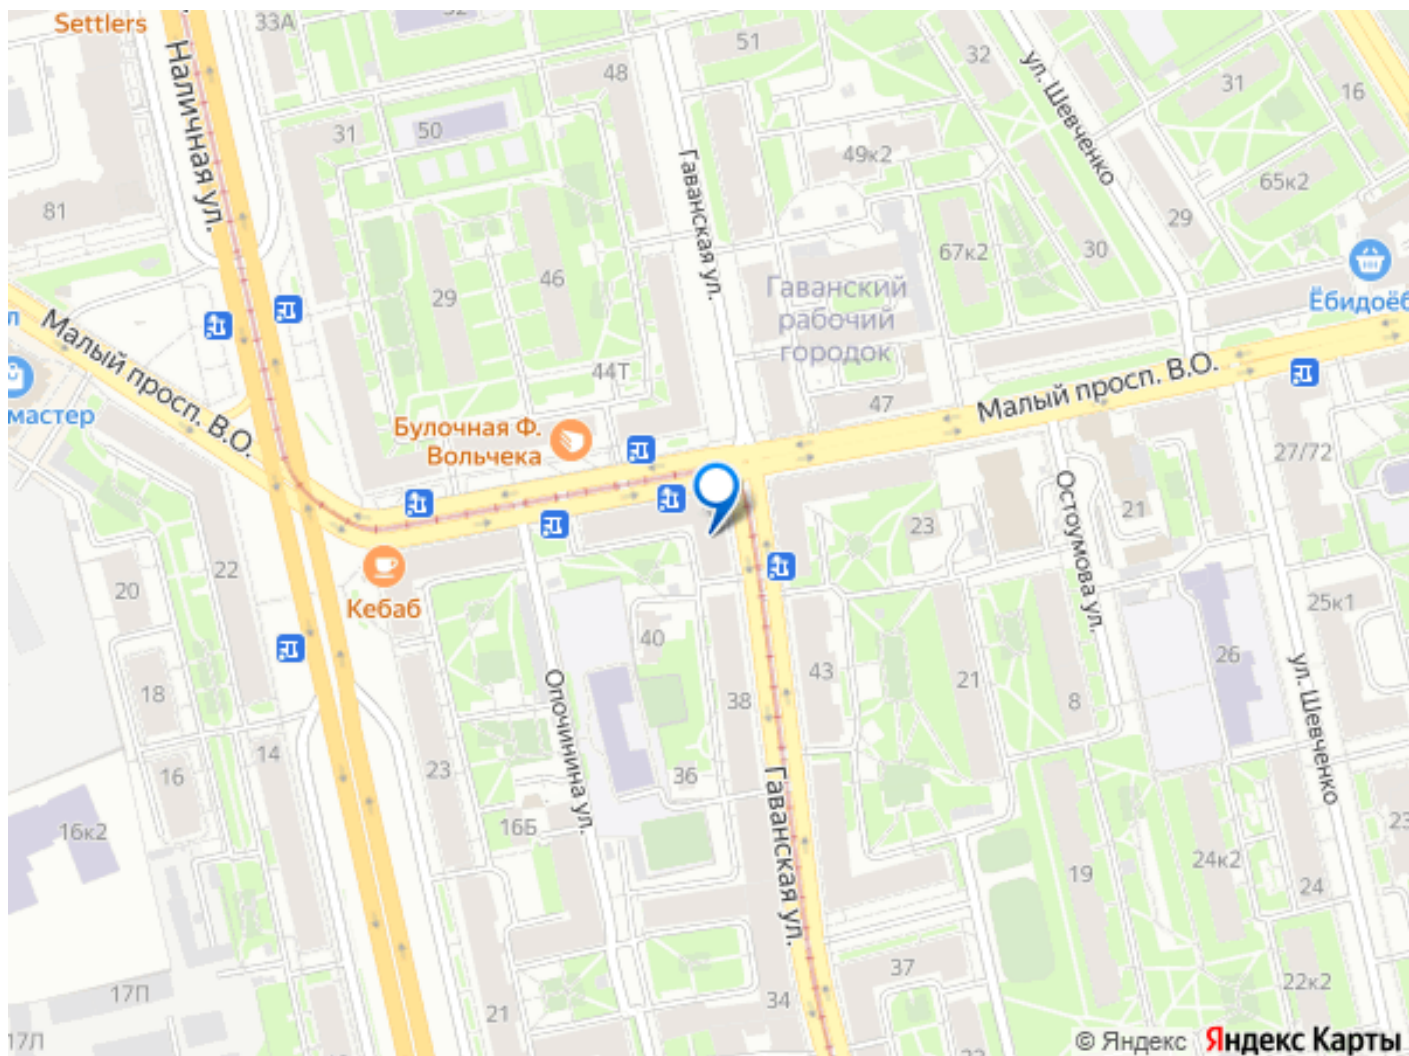 Settlers
33А
51
48
32
31
16
ул. Шевченко
Наличная ул.
31
50
49к2
Гаванская ул.
65к2
81
29
67к2
30
46
29
Гаванский
рабочий
городок
Ёбидоёб
Малый просп. В.О.
мастер
44Т
47
Малый просп. В.О.
Булочная Ф.
Вольчека
27/72
23
21
Остоумова ул.
20
22
Кебаб
40
43
21
8
26
25к1
18
Опочинина ул.
38
ул. Шевченко
14
16
23
36
Гаванская ул.
16Б
16к2
19
24к2
24
23
37
17П
21
34
22к2
17Л
© Яндекс Яндекс Карты